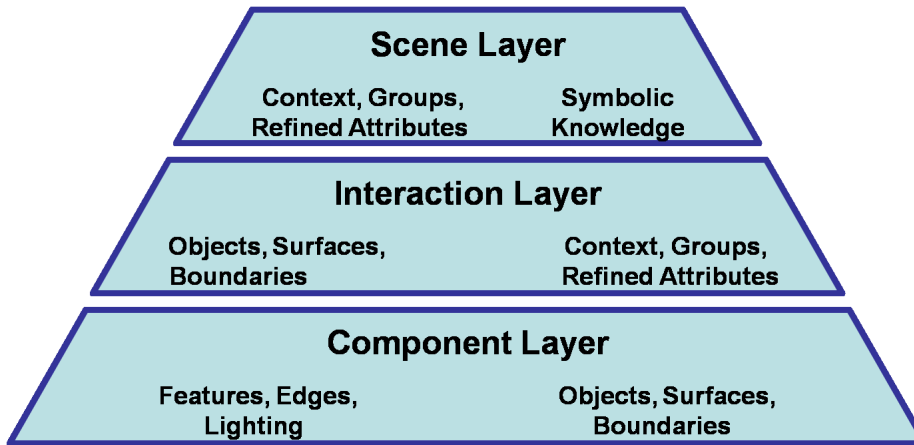 Scene Layer
Context, Groups,
Refined Attributes
Symbolic
Knowledge
Interaction Layer
Objects, Surfaces,
Boundaries
Context, Groups,
Refined Attributes
Component Layer
Features, Edges,
Lighting
Objects, Surfaces,
Boundaries